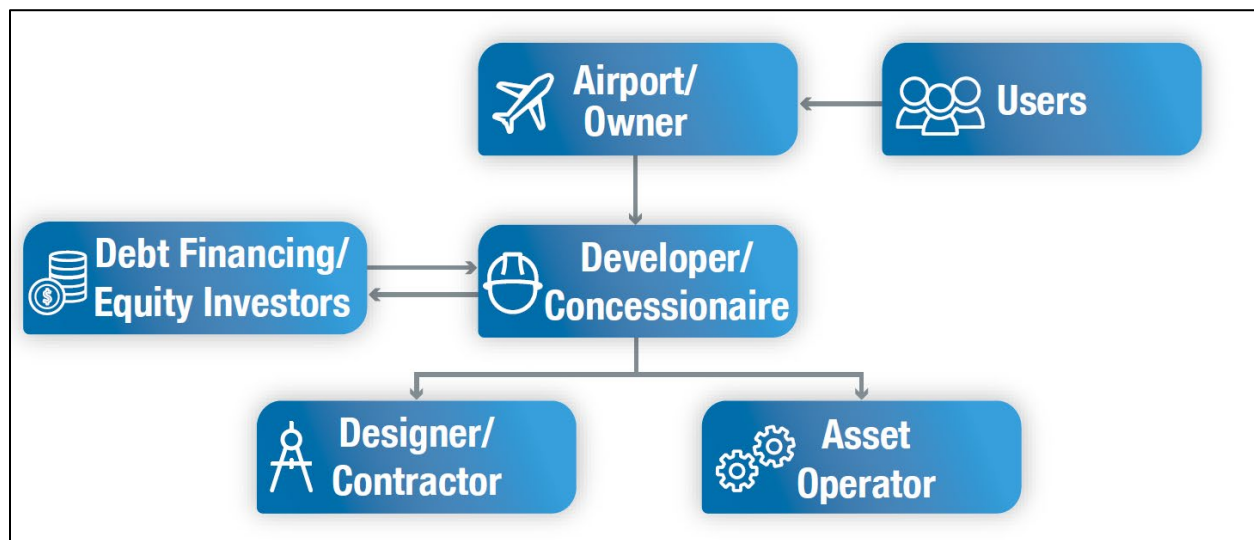 Airport/
Owner
Users
Debt Financing/
Equity Investors
$
Developer/
Concessionaire
Designer/
Contractor
Asset
Operator